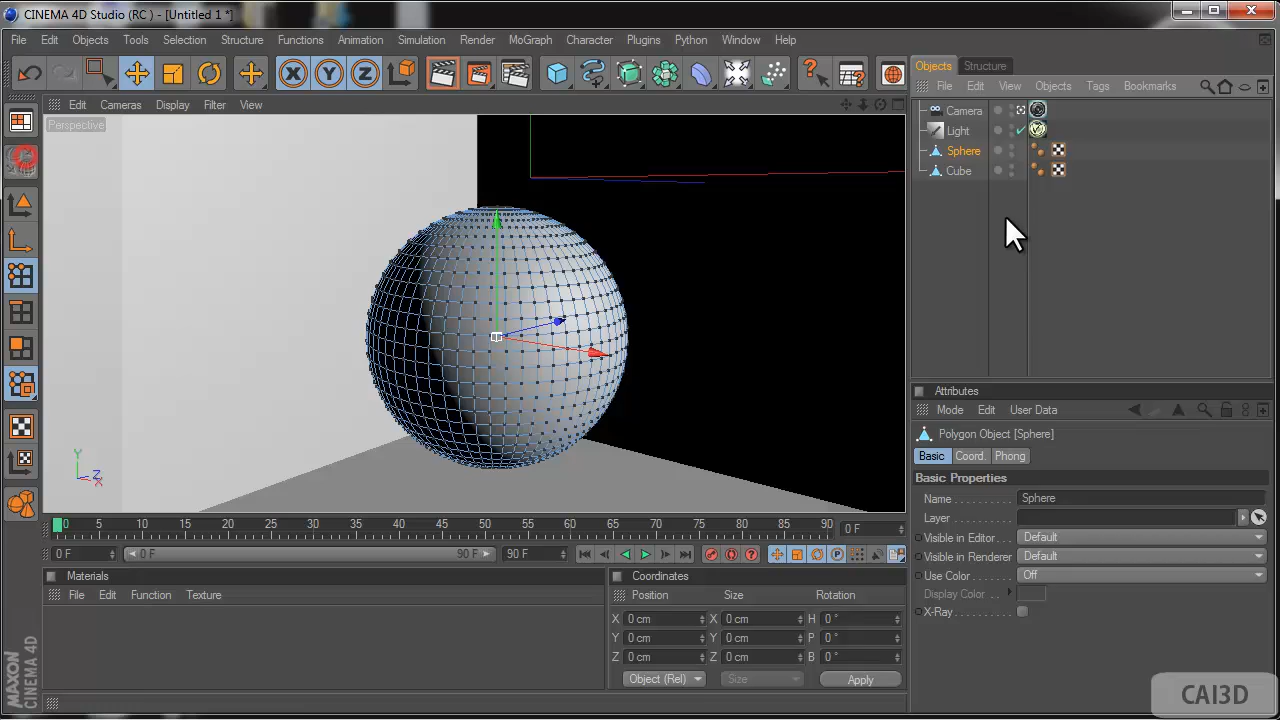 CINEMA 4D Studio (RC ) - [Untitled 1 *]
File Edit Objects Tools Selection Structure Functions Animation Simulation Render MoGraph Character Plugins Python Window Help
X Y Z
Objects Structure
File Edit View Objects Tags Bookmarks
Edit Cameras Display Filter View
Perspective
Camera
Light
Sphere
Cube
Y
Z
X
Attributes
Mode Edit User Data
Polygon Object [Sphere]
Basic Coord. Phong
Basic Properties
Name . . . . . . . . . . Sphere
Layer . . . . . . . . . .
Visible in Editor . . . Default
Visible in Renderer Default
Use Color . . . . . . . Off
Display Color . .
X-Ray . . . . . . . . . .
0 5 10 15 20 25 30 35 40 45 50 55 60 65 70 75 80 85 90 0 F
0 F 0 F 90 F 90 F
Materials
File Edit Function Texture
Coordinates
Position Size Rotation
X 0 cm X 0 cm H 0 °
Y 0 cm Y 0 cm P 0 °
Z 0 cm Z 0 cm B 0 °
Object (Rel) Size Apply
MAXON
CINEMA 4D
CAI3D